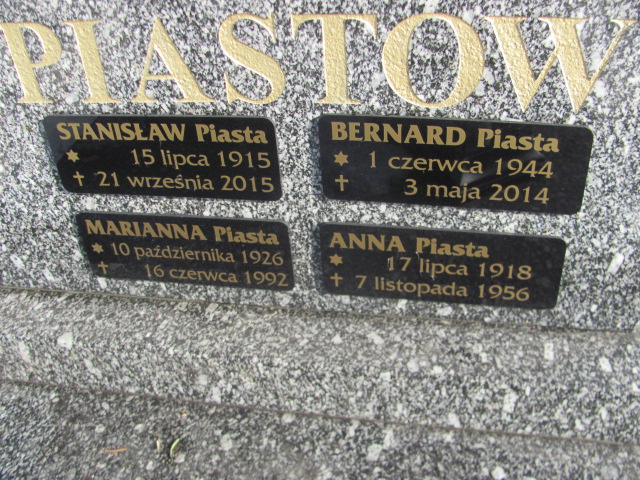 PIASTOW
STANISŁAW Piasta
* 15 lipca 1915
† 21 września 2015
BERNARD Piasta
* 1 czerwca 1944
† 3 maja 2014
MARIANNA Piasta
* 10 października 1926
† 16 czerwca 1992
ANNA Piasta
* 17 lipca 1918
† 7 listopada 1956